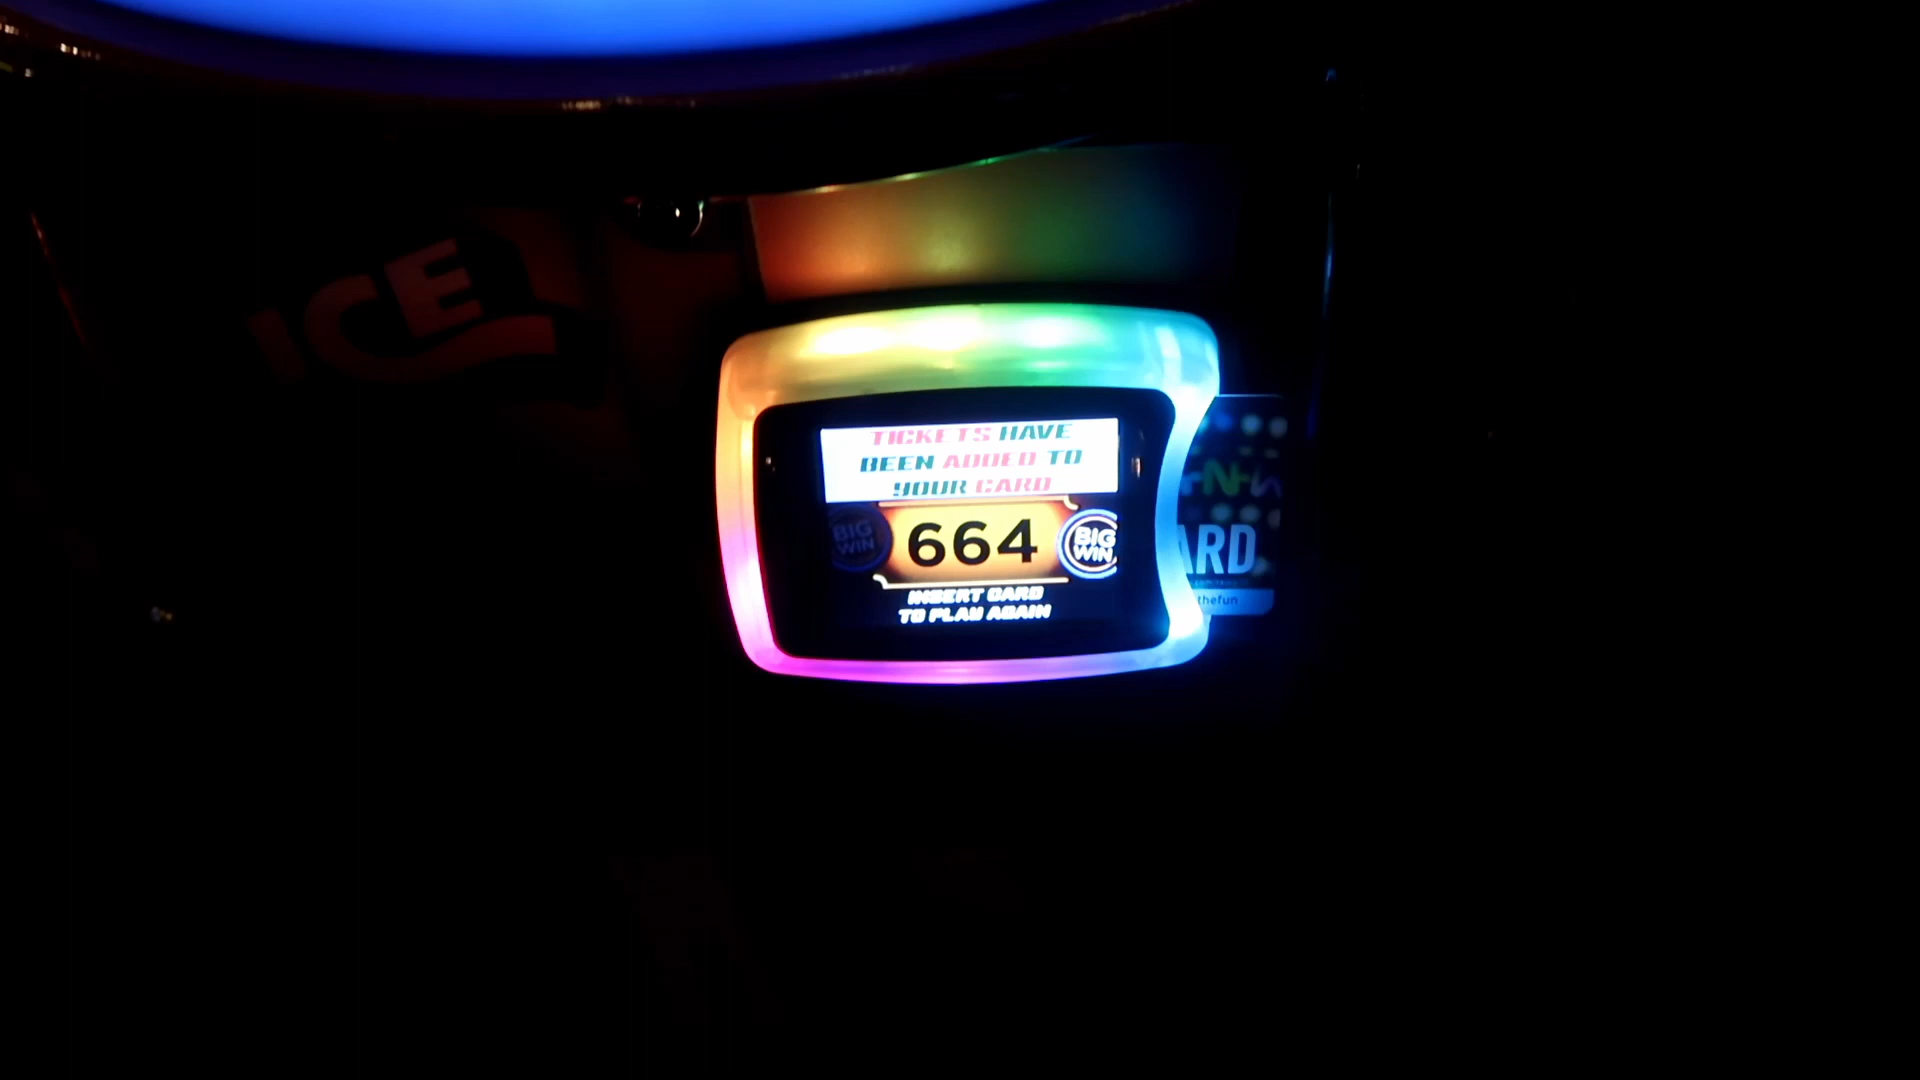 ICE
TICKETS HAVE
BEEN ADDED TO
YOUR CARD
BIG
WIN
664
BIG
WIN
INSERT CARD
TO PLAY AGAIN
ARD
thefun